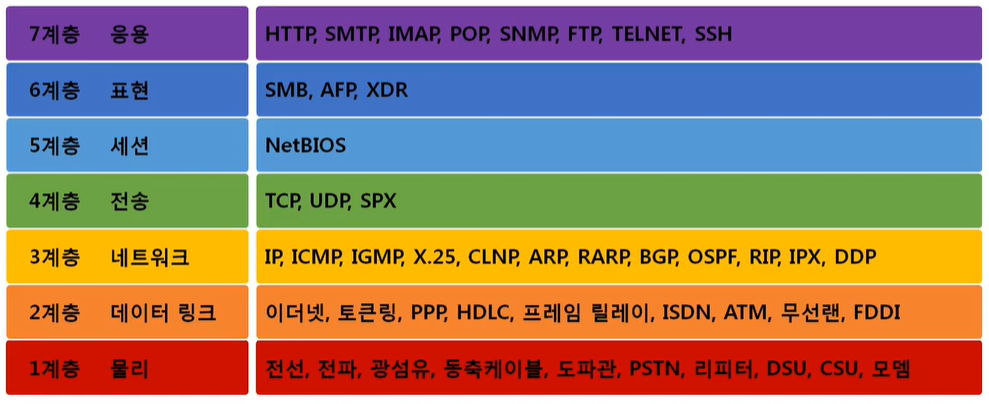 7계층 응용 HTTP, SMTP, IMAP, POP, SNMP, FTP, TELNET, SSH
6계층 표현 SMB, AFP, XDR
5계층 세션 NetBIOS
4계층 전송 TCP, UDP, SPX
3계층 네트워크 IP, ICMP, IGMP, X.25, CLNP, ARP, RARP, BGP, OSPF, RIP, IPX, DDP
2계층 데이터 링크 이더넷, 토큰링, PPP, HDLC, 프레임 릴레이, ISDN, ATM, 무선랜, FDDI
1계층 물리 전선, 전파, 광섬유, 동축케이블, 도파관, PSTN, 리피터, DSU, CSU, 모뎀